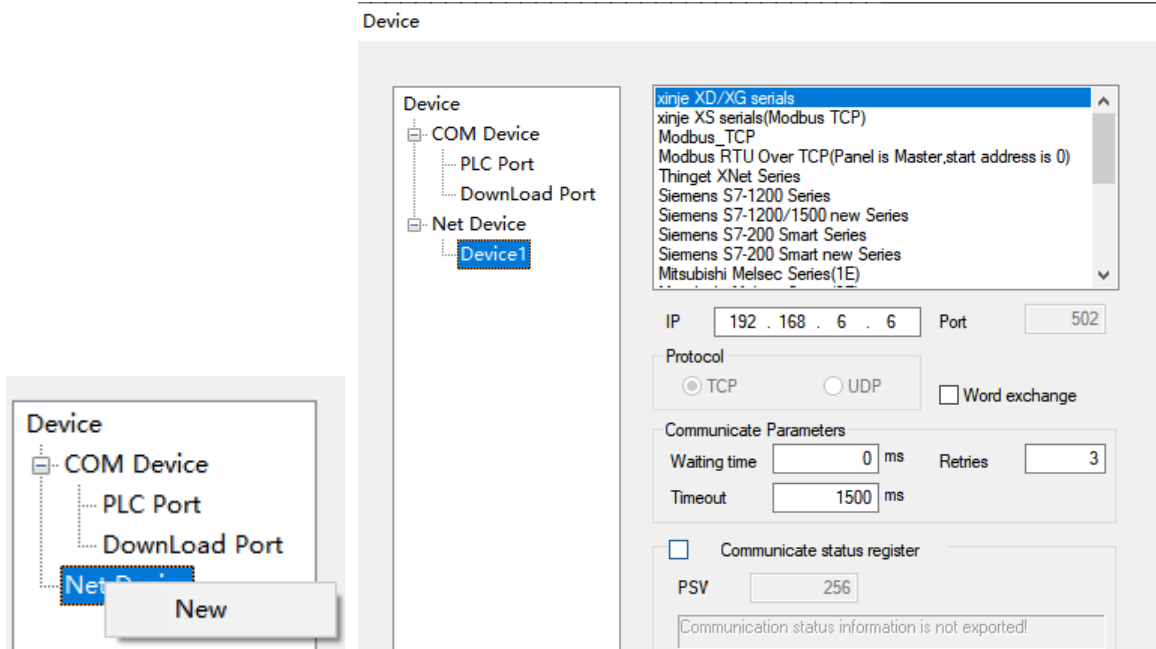 Device
COM Device
PLC Port
DownLoad Port
New
Device
Device
COM Device
PLC Port
DownLoad Port
Net Device
Device1
xinje XD/XG serials
xinje XS serials(Modbus TCP)
Modbus_TCP
Modbus RTU Over TCP(Panel is Master,start address is 0)
Thinget XNet Series
Siemens S7-1200 Series
Siemens S7-1200/1500 new Series
Siemens S7-200 Smart Series
Siemens S7-200 Smart new Series
Mitsubishi Melsec Series(1E)
IP 192 . 168 . 6 . 6 Port 502
Protocol
TCP UDP
Word exchange
Communicate Parameters
Waiting time 0 ms Retries 3
Timeout 1500 ms
Communicate status register
PSV 256
Communication status information is not exported!